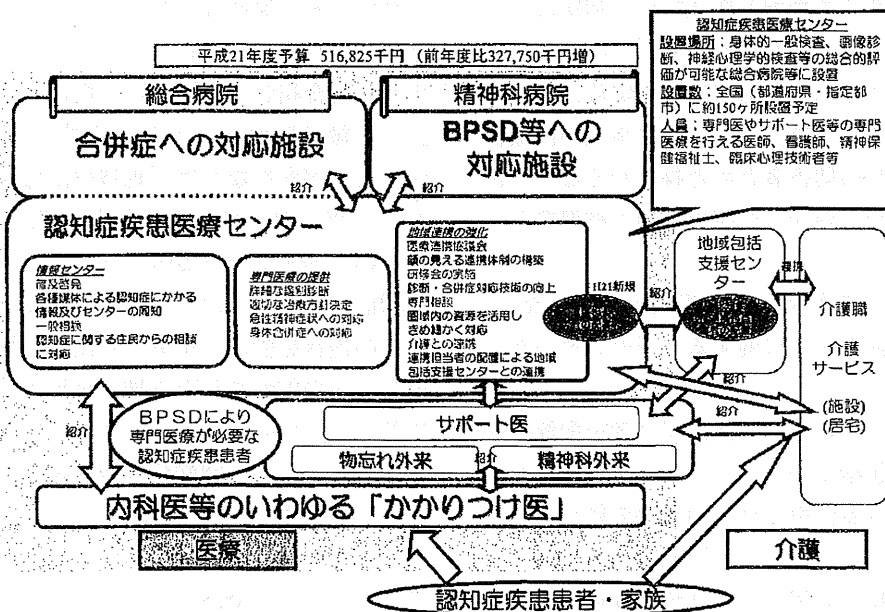 平成21年度予算 516,825千円 (前年度比327,750千円増)
認知症疾患医療センター
設置場所:身体的一般検査、画像診
断、神経心理学的検査等の総合的評
価が可能な総合病院等に設置
設置数:全国(都道府県・指定都
市)に約150ヶ所設置予定
人員:専門医やサポート医等の専門
医療を行える医師、看護師、精神保
健福祉士、臨床心理技術者等
総合病院
合併症への対応施設
精神科病院
BPSD等への
対応施設
紹介
紹介
認知症疾患医療センター
情報センター
普及啓発
各種媒体による認知症にかかる
情報及びセンターの周知
一般相談
認知症に関する住民からの相談
に対応
専門医療の提供
詳細な鑑別診断
適切な治療方針決定
急性精神症状への対応
身体合併症への対応
地域連携の強化
医療連携協議会
顔の見える連携体制の構築
研修会の実施
診断・合併症対応技術の向上
専門相談
圏域内の資源を活用し
きめ細かく対応
介護との連携
連携担当者の配置による地域
包括支援センターとの連携
H21新規
紹介
地域包括
支援セン
ター
連携
介護職
介護
サービス
(施設)
(居宅)
紹介
紹介
紹介
BPSDにより
専門医療が必要な
認知症疾患患者
サポート医
物忘れ外来
紹介
精神科外来
内科医等のいわゆる「かかりつけ医」
医療
介護
認知症疾患患者・家族